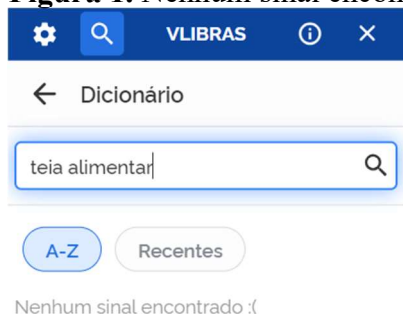 Figura 1. Nenhum sinal encon
VLIBRAS
Dicionário
teia alimentar
A-Z
Recentes
Nenhum sinal encontrado :(